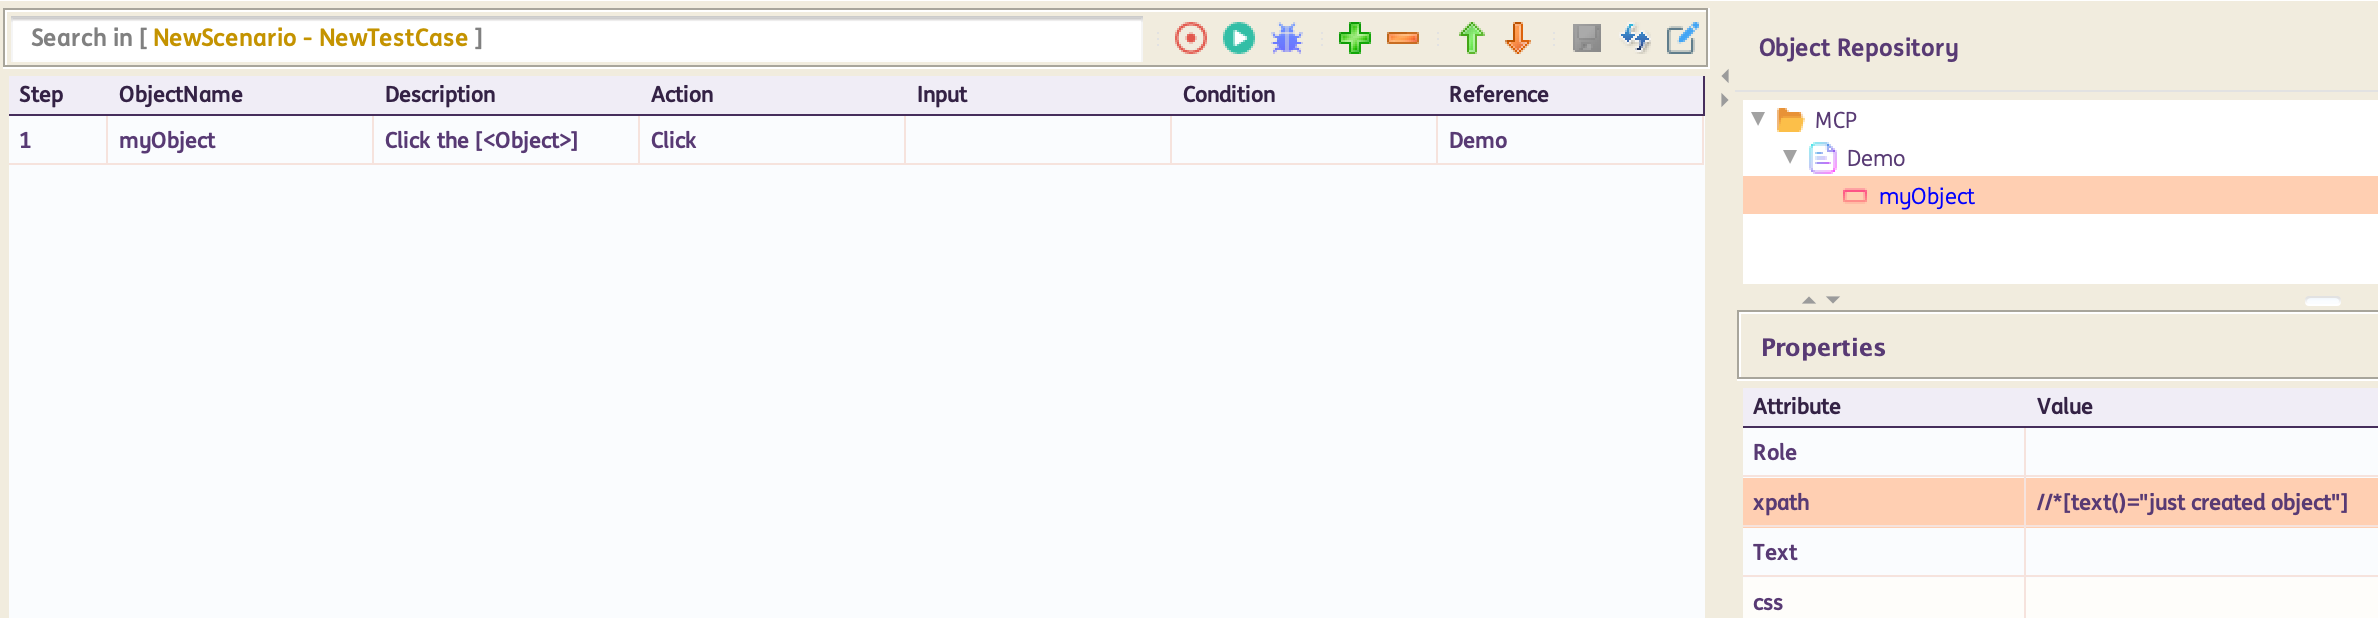 Search in [ NewScenario - NewTestCase ]
Step ObjectName Description Action Input Condition Reference
1 myObject Click the [<Object>] Click Demo
Object Repository
MCP
Demo
myObject
Properties
Attribute Value
Role
xpath //*[text()="just created object"]
Text
css